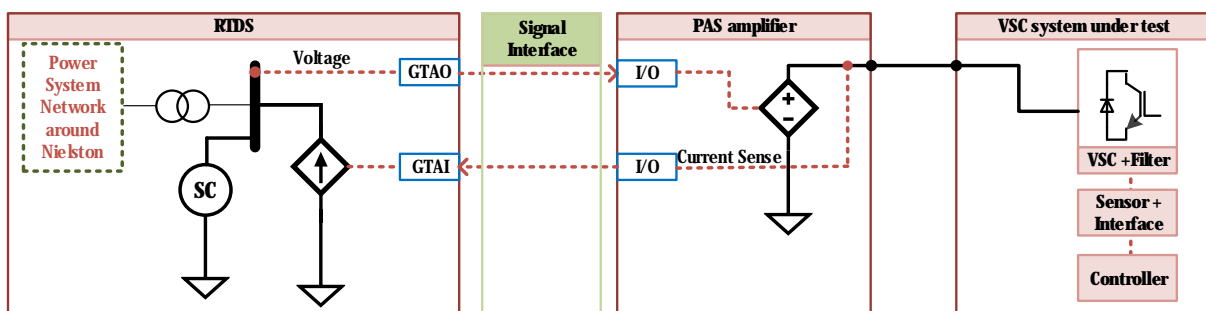 RTDS
Power
System
Network
around
Nielston
Voltage
GTAO
SC
GTAI
Signal
Interface
PAS amplifier
I/O
+
-
I/O
Current Sense
VSC system under test
VSC +Filter
Sensor +
Interface
Controller